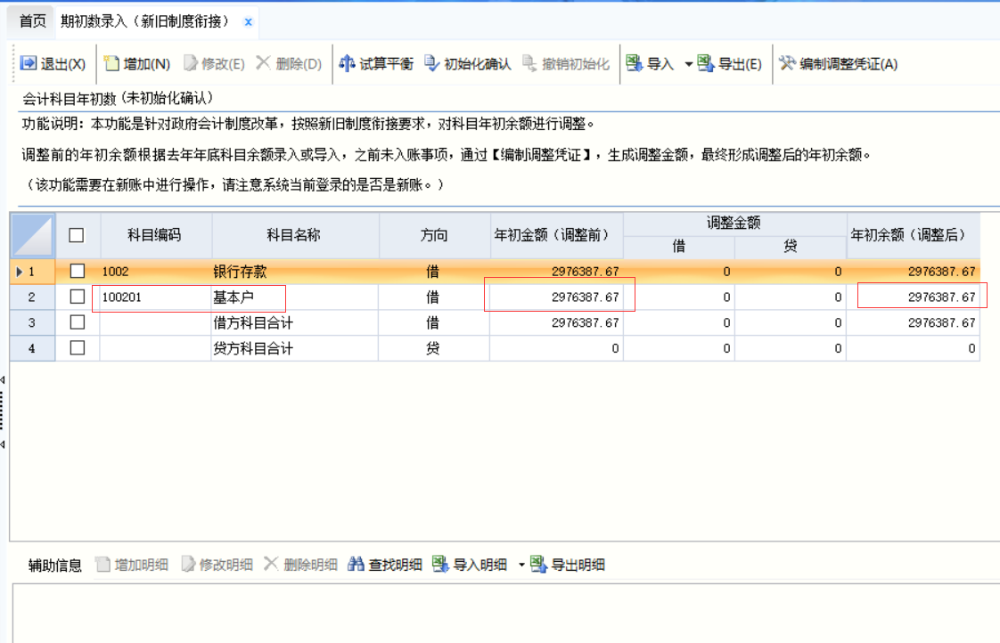 首页 期初数录入（新旧制度衔接） x
退出(X) 增加(N) 修改(E) 删除(D) 试算平衡 初始化确认 撤销初始化 导入 导出(E) 编制调整凭证(A)
会计科目年初数（未初始化确认）
功能说明：本功能是针对政府会计制度改革，按照新旧制度衔接要求，对科目年初余额进行调整。
调整前的年初余额根据去年年底科目余额录入或导入，之前未入账事项，通过【编制调整凭证】，生成调整金额，最终形成调整后的年初余额。
（该功能需要在新账中进行操作，请注意系统当前登录的是否是新账。）
科目编码 科目名称 方向 年初金额（调整前） 调整金额 年初余额（调整后）
借 贷
1 1002 银行存款 借 2976387.67 0 0 2976387.67
2 100201 基本户 借 2976387.67 0 0 2976387.67
3 借方科目合计 借 2976387.67 0 0 2976387.67
4 贷方科目合计 贷 0 0 0 0
辅助信息 增加明细 修改明细 删除明细 查找明细 导入明细 导出明细